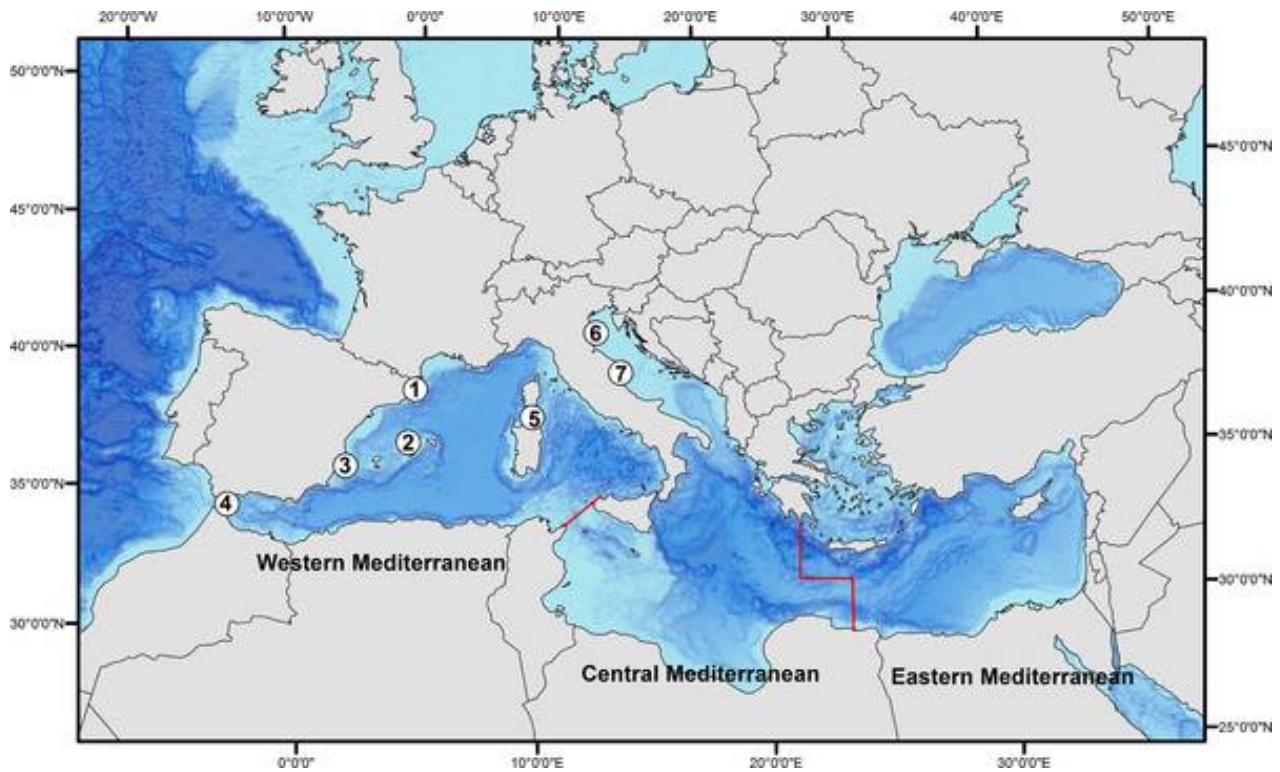 20°0'0"W 10°0'0"W 0°0'0" 10°0'0"E 20°0'0"E 30°0'0"E 40°0'0"E 50°0'0"E
50°0'0"N
45°0'0"N
45°0'0"N
40°0'0"N
6
40°0'0"N
7
1
5
2
35°0'0"N
3
35°0'0"N
4
Western Mediterranean
30°0'0"N
30°0'0"N
Central Mediterranean Eastern Mediterranean
25°0'0"N
0°0'0" 10°0'0"E 20°0'0"E 30°0'0"E